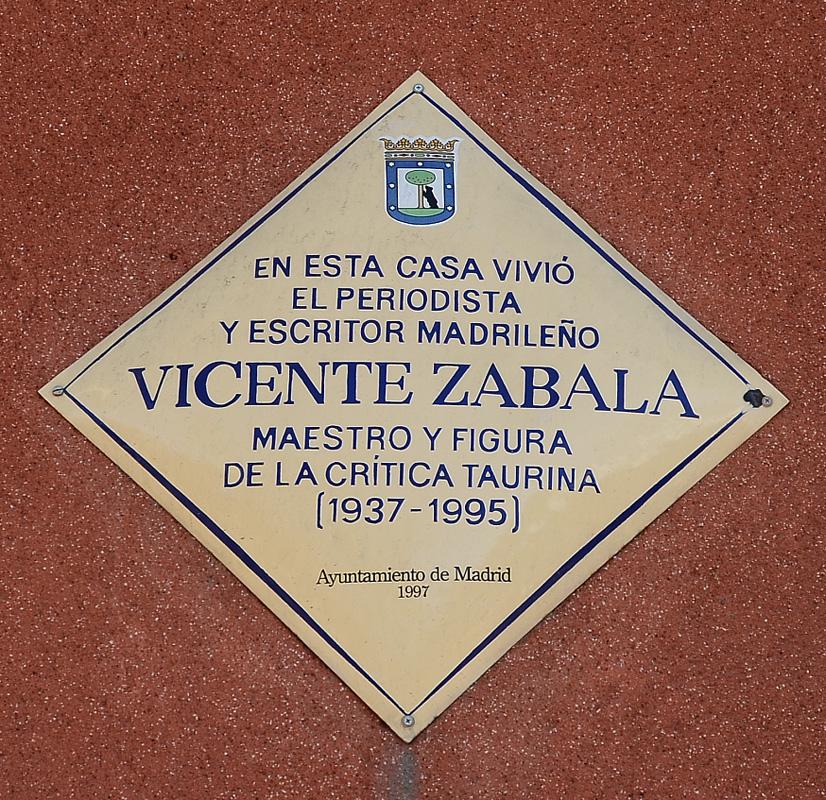 EN ESTA CASA VIVIÓ
EL PERIODISTA
Y ESCRITOR MADRILEÑO
VICENTE ZABALA
MAESTRO Y FIGURA
DE LA CRÍTICA TAURINA
(1937-1995)
Ayuntamiento de Madrid
1997